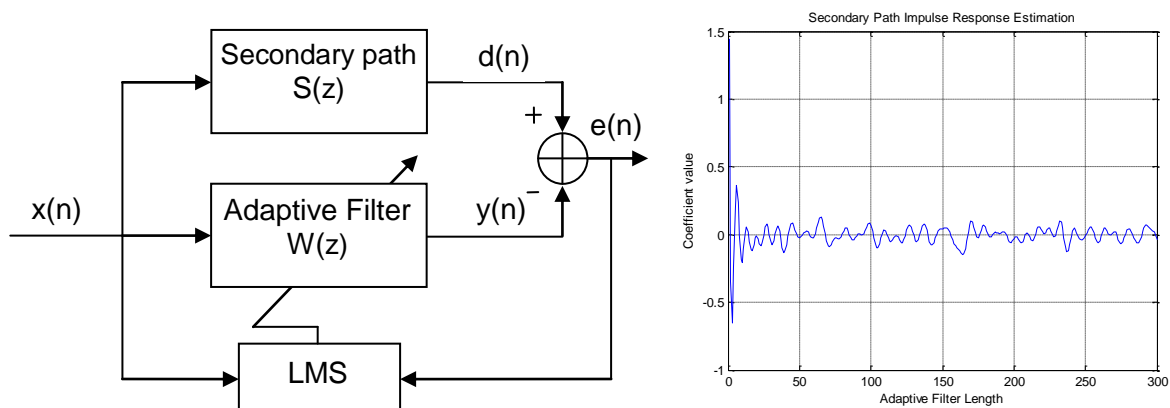 Secondary path
S(z)
d(n)
+
e(n)
x(n)
Adaptive Filter
W(z)
y(n)
−
LMS
Secondary Path Impulse Response Estimation
Coefficient value
1.5
1
0.5
0
-0.5
-1
0 50 100 150 200 250 300
Adaptive Filter Length